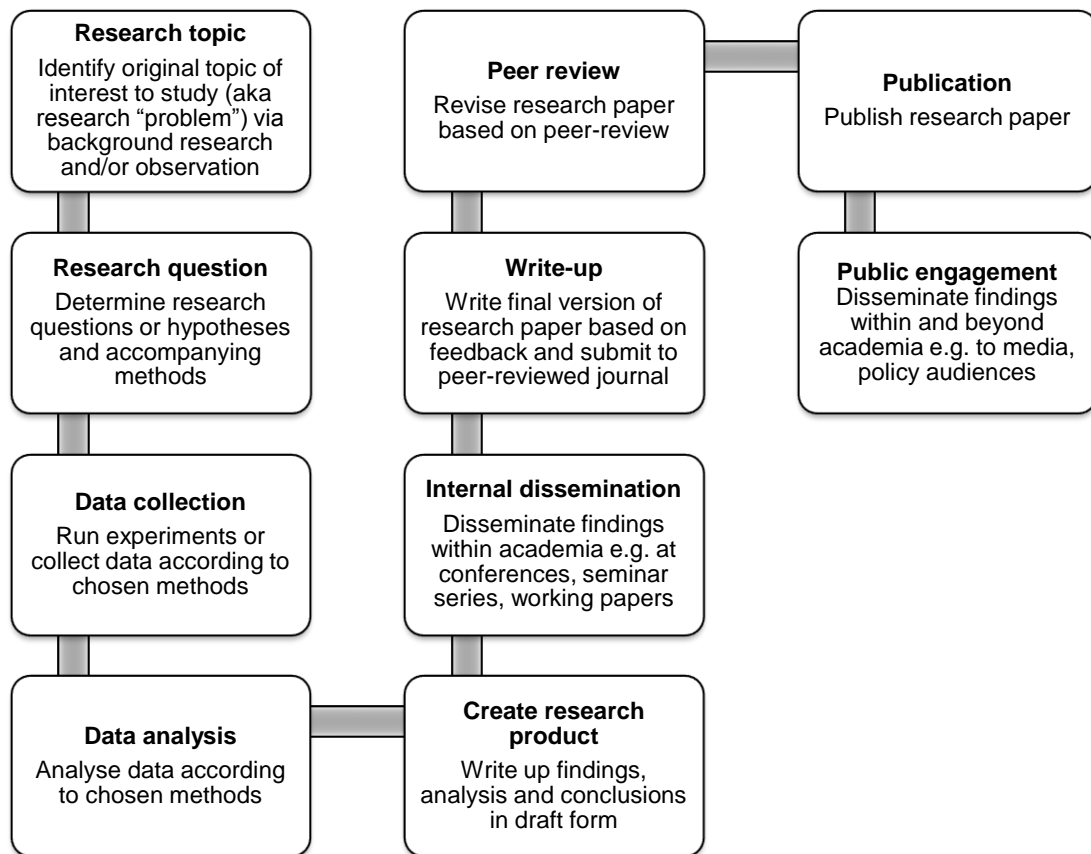 Research topic
Identify original topic of
interest to study (aka
research “problem”) via
background research
and/or observation
Research question
Determine research
questions or hypotheses
and accompanying
methods
Data collection
Run experiments or
collect data according to
chosen methods
Data analysis
Analyse data according
to chosen methods
Create research
product
Write up findings,
analysis and conclusions
in draft form
Internal dissemination
Disseminate findings
within academia e.g. at
conferences, seminar
series, working papers
Write-up
Write final version of
research paper based on
feedback and submit to
peer-reviewed journal
Peer review
Revise research paper
based on peer-review
Publication
Publish research paper
Public engagement
Disseminate findings
within and beyond
academia e.g. to media,
policy audiences